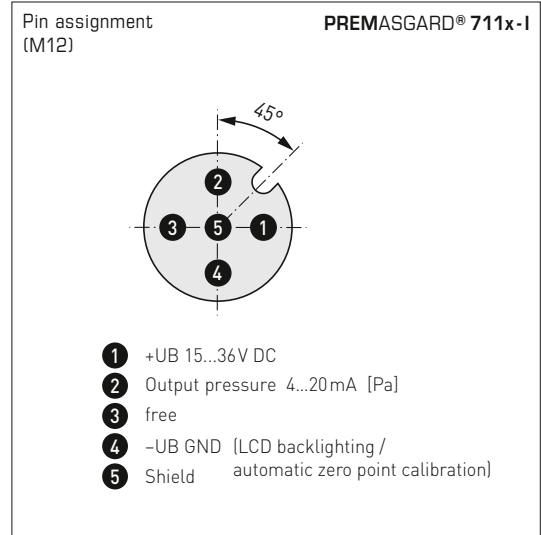 Pin assignment
(M12)
PREMASGARD® 711x-I
45°
2
3 5 1
4
1 +UB 15...36V DC
2 Output pressure 4...20mA [Pa]
3 free
4 –UB GND (LCD backlighting /
automatic zero point calibration)
5 Shield